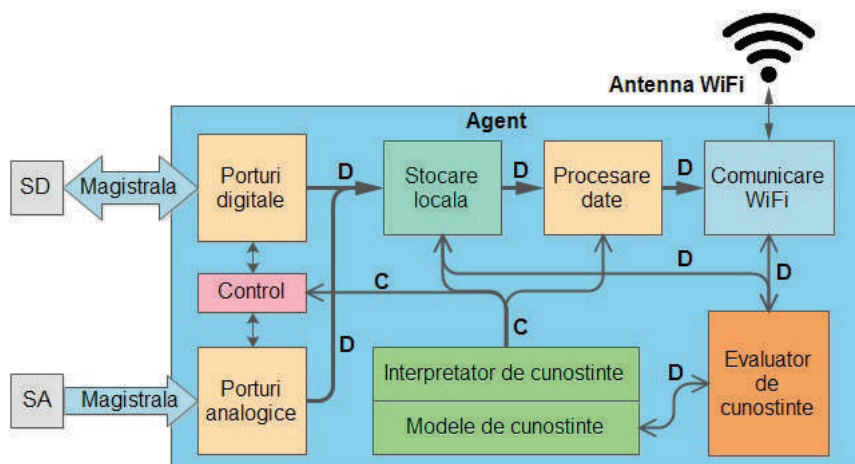 Antenna WiFi
Agent
SD
Magistrala
Porturi
digitale
D
Stocare
locala
D
Procesare
date
D
Comunicare
WiFi
Control
C
D
D
D
C
SA
Magistrala
Porturi
analogice
Interpretator de cunostinte
Modele de cunostinte
D
Evaluator
de
cunostinte